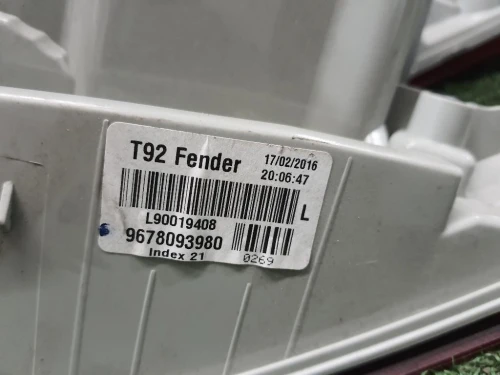 T92 Fender 17/02/2016
20:06:47
L90019408 L
9678093980
Index 21 0269